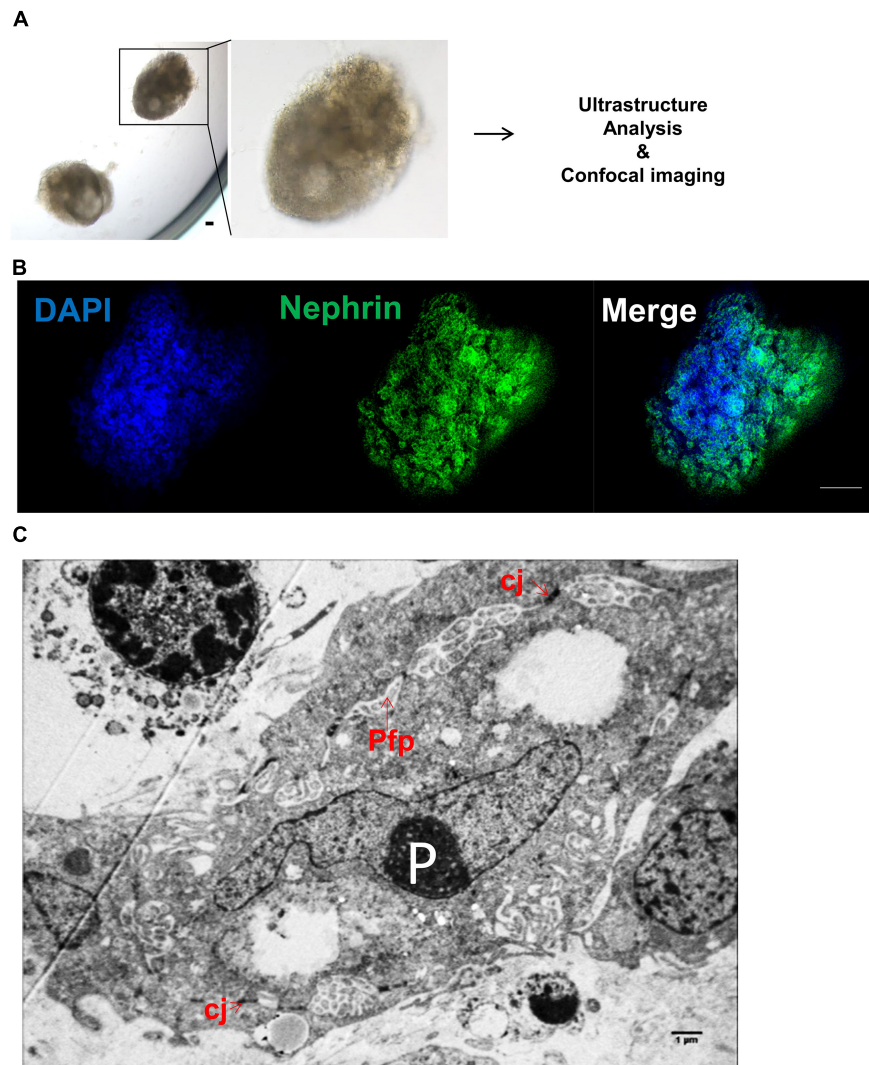 A
Ultrastructure
Analysis
&
Confocal imaging
B
DAPI
Nephrin
Merge
C
cj
Pfp
P
cj
1 µm